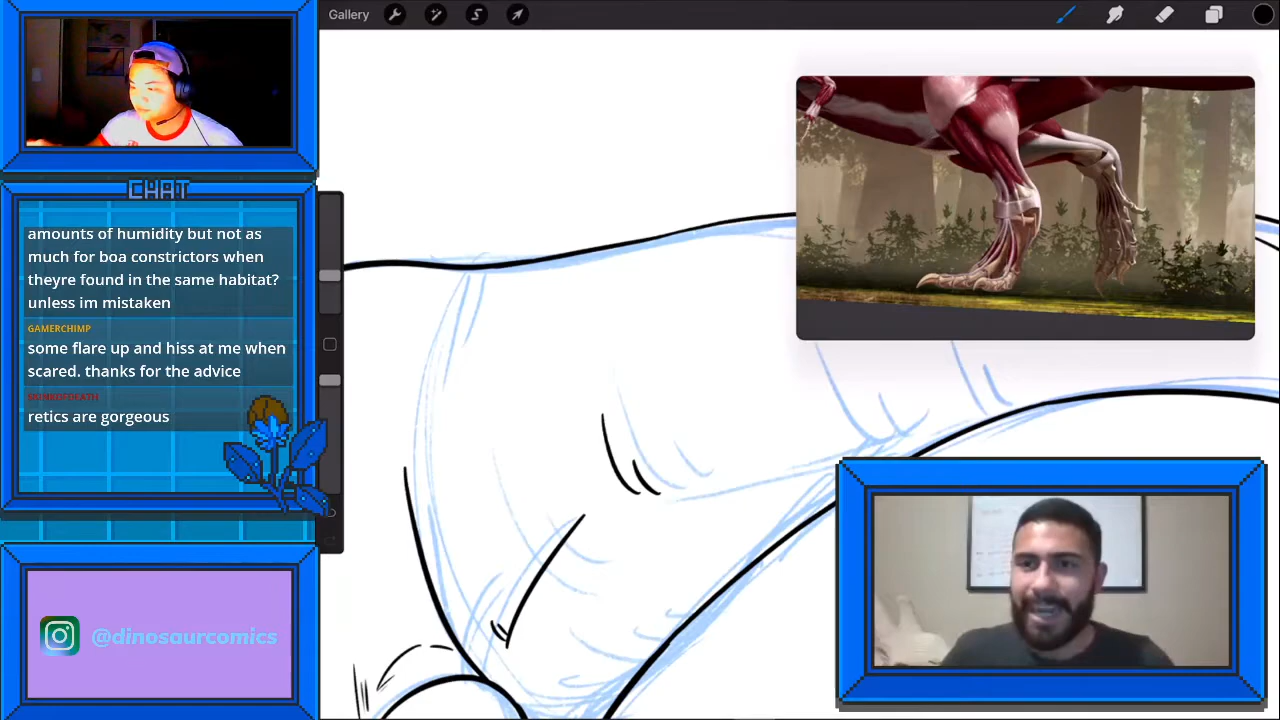 Gallery
CHAT
amounts of humidity but not as
much for boa constrictors when
theyre found in the same habitat?
unless im mistaken
GAMERCHIMP
some flare up and hiss at me when
scared. thanks for the advice
retics are gorgeous
@dinosaurcomics